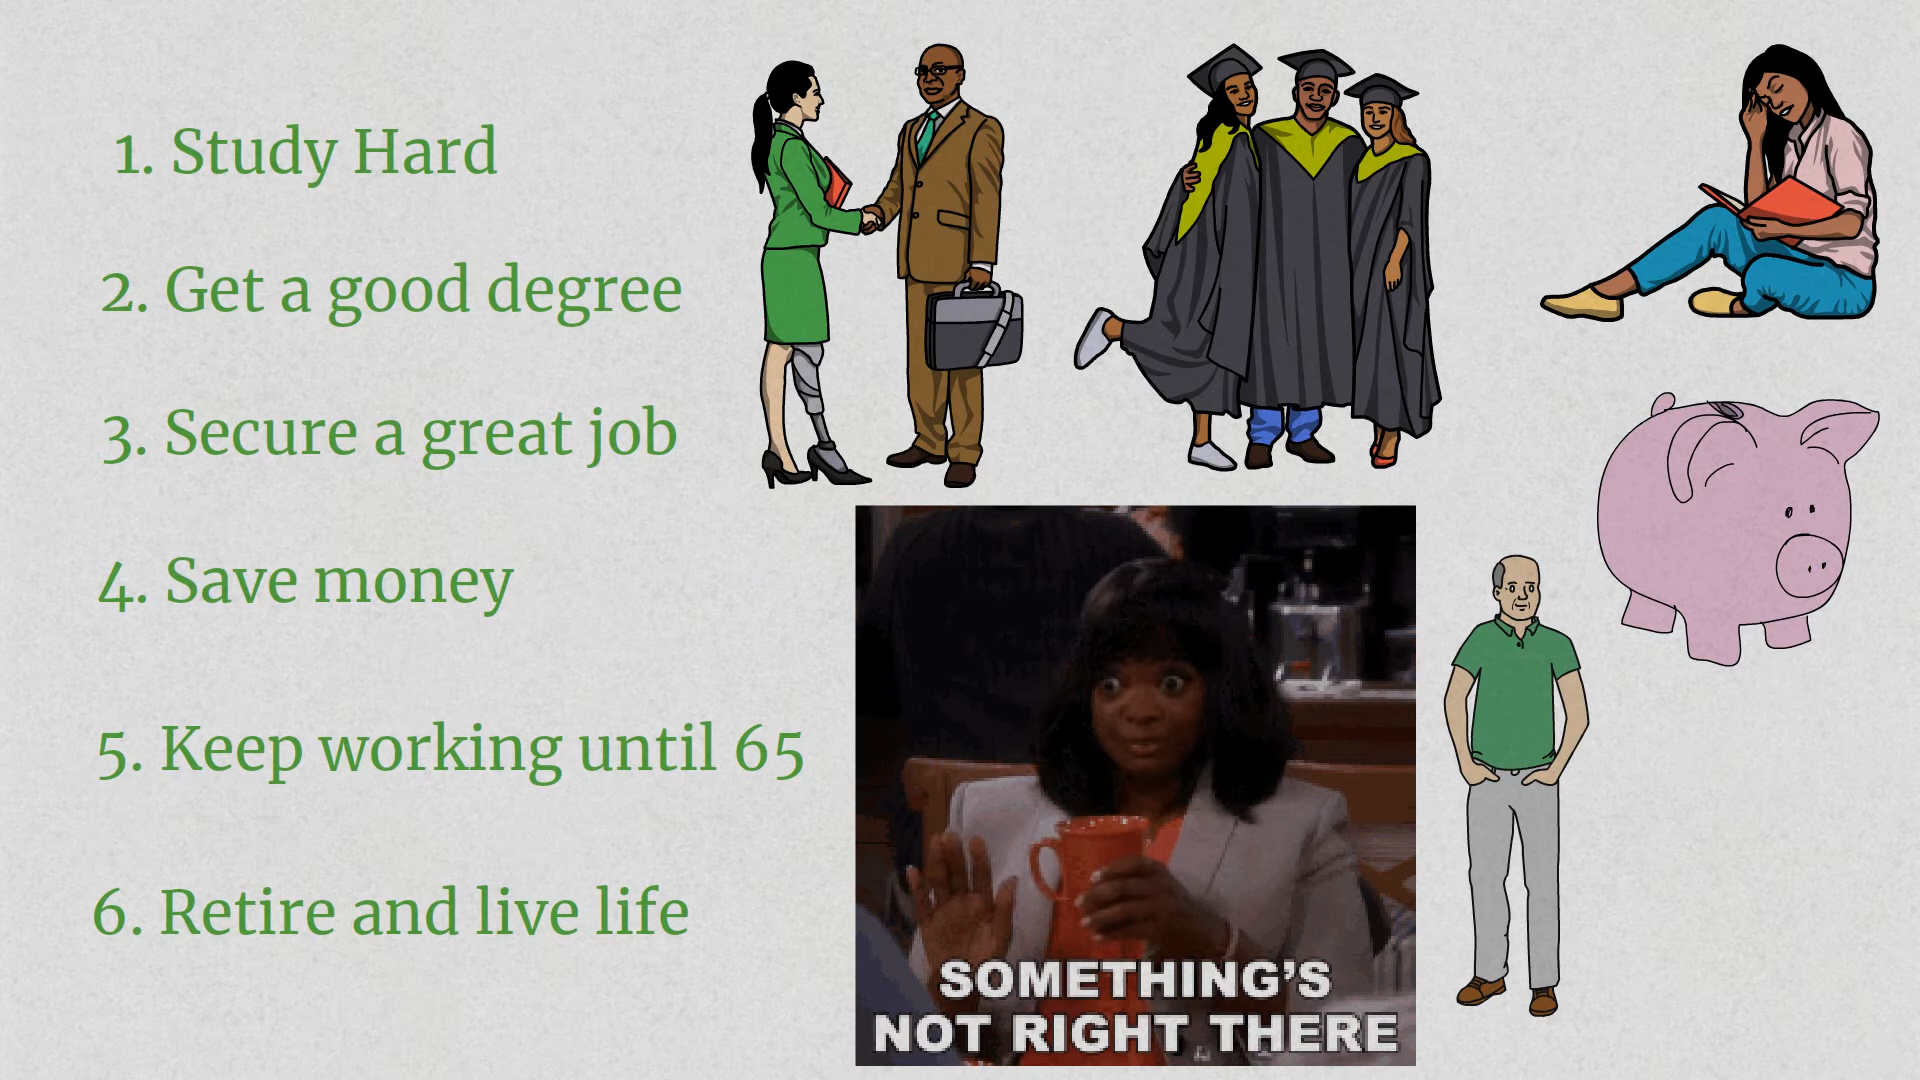 1. Study Hard
2. Get a good degree
3. Secure a great job
4. Save money
5. Keep working until 65
6. Retire and live life
SOMETHING'S
NOT RIGHT THERE